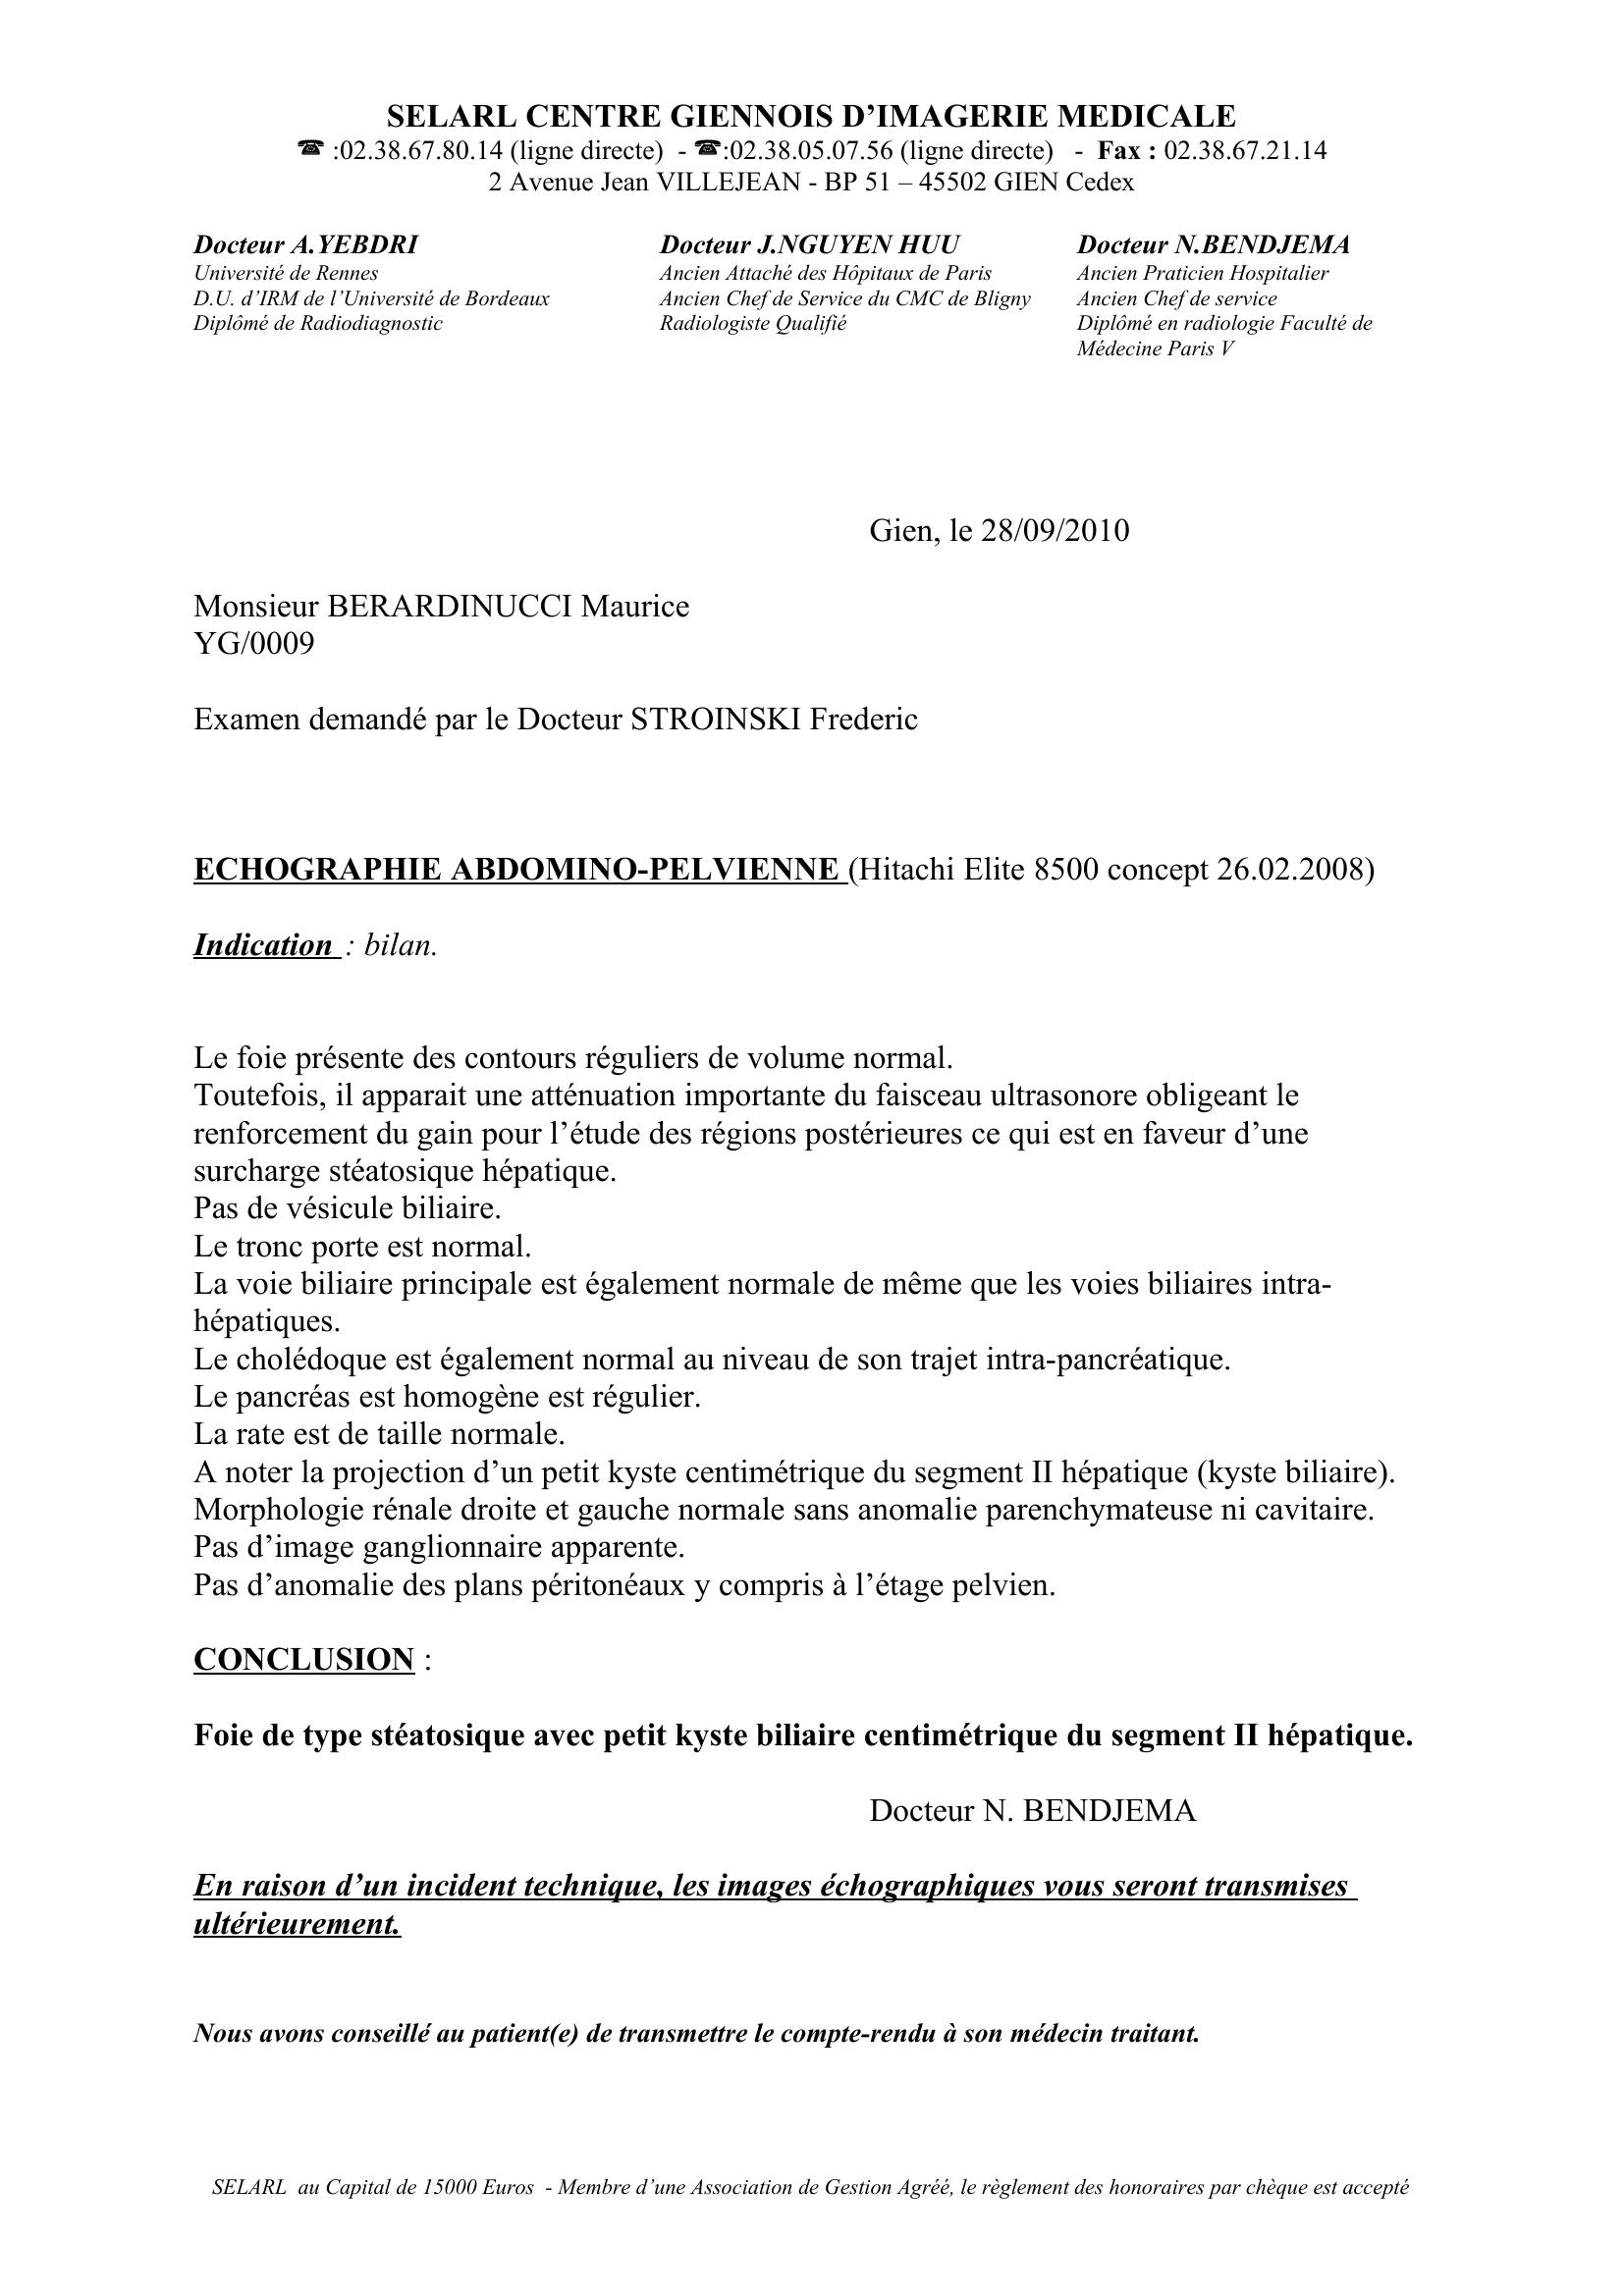 SELARL CENTRE GIENNOIS D’IMAGERIE MEDICALE
☎ :02.38.67.80.14 (ligne directe) - ☎:02.38.05.07.56 (ligne directe) - Fax : 02.38.67.21.14
2 Avenue Jean VILLEJEAN - BP 51 – 45502 GIEN Cedex
Docteur A.YEBDRI
Université de Rennes
D.U. d’IRM de l’Université de Bordeaux
Diplômé de Radiodiagnostic
Docteur J.NGUYEN HUU
Ancien Attaché des Hôpitaux de Paris
Ancien Chef de Service du CMC de Bligny
Radiologiste Qualifié
Docteur N.BENDJEMA
Ancien Praticien Hospitalier
Ancien Chef de service
Diplômé en radiologie Faculté de
Médecine Paris V
Gien, le 28/09/2010
Monsieur BERARDINUCCI Maurice
YG/0009
Examen demandé par le Docteur STROINSKI Frederic
ECHOGRAPHIE ABDOMINO-PELVIENNE (Hitachi Elite 8500 concept 26.02.2008)
Indication : bilan.
Le foie présente des contours réguliers de volume normal.
Toutefois, il apparait une atténuation importante du faisceau ultrasonore obligeant le
renforcement du gain pour l’étude des régions postérieures ce qui est en faveur d’une
surcharge stéatosique hépatique.
Pas de vésicule biliaire.
Le tronc porte est normal.
La voie biliaire principale est également normale de même que les voies biliaires intra-
hépatiques.
Le cholédoque est également normal au niveau de son trajet intra-pancréatique.
Le pancréas est homogène est régulier.
La rate est de taille normale.
A noter la projection d’un petit kyste centimétrique du segment II hépatique (kyste biliaire).
Morphologie rénale droite et gauche normale sans anomalie parenchymateuse ni cavitaire.
Pas d’image ganglionnaire apparente.
Pas d’anomalie des plans péritonéaux y compris à l’étage pelvien.
CONCLUSION :
Foie de type stéatosique avec petit kyste biliaire centimétrique du segment II hépatique.
Docteur N. BENDJEMA
En raison d’un incident technique, les images échographiques vous seront transmises
ultérieurement.
Nous avons conseillé au patient(e) de transmettre le compte-rendu à son médecin traitant.
SELARL au Capital de 15000 Euros - Membre d’une Association de Gestion Agréé, le règlement des honoraires par chèque est accepté